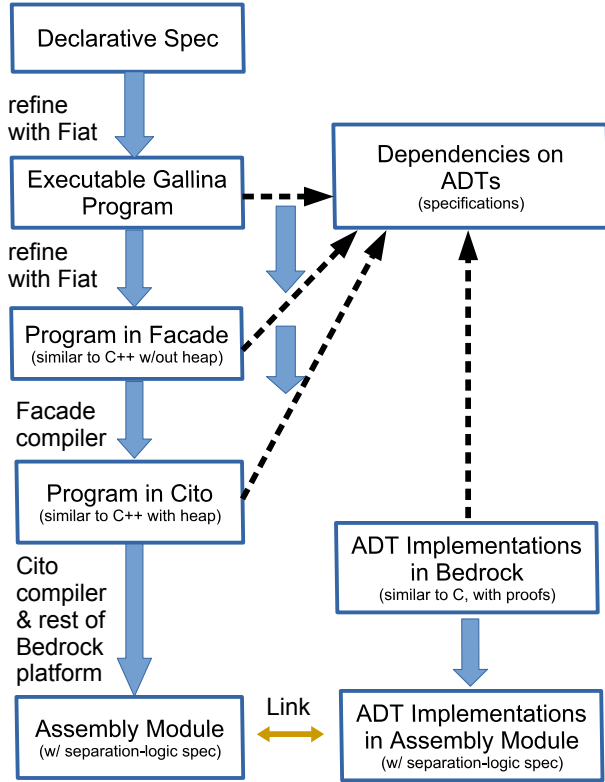 Declarative Spec
refine
with Fiat
Executable Gallina
Program
Dependencies on
ADTs
(specifications)
refine
with Fiat
Program in Facade
(similar to C++ w/out heap)
Facade
compiler
Program in Cito
(similar to C++ with heap)
ADT Implementations
in Bedrock
(similar to C, with proofs)
Cito
compiler
& rest of
Bedrock
platform
Assembly Module
(w/ separation-logic spec)
Link
ADT Implementations
in Assembly Module
(w/ separation-logic spec)